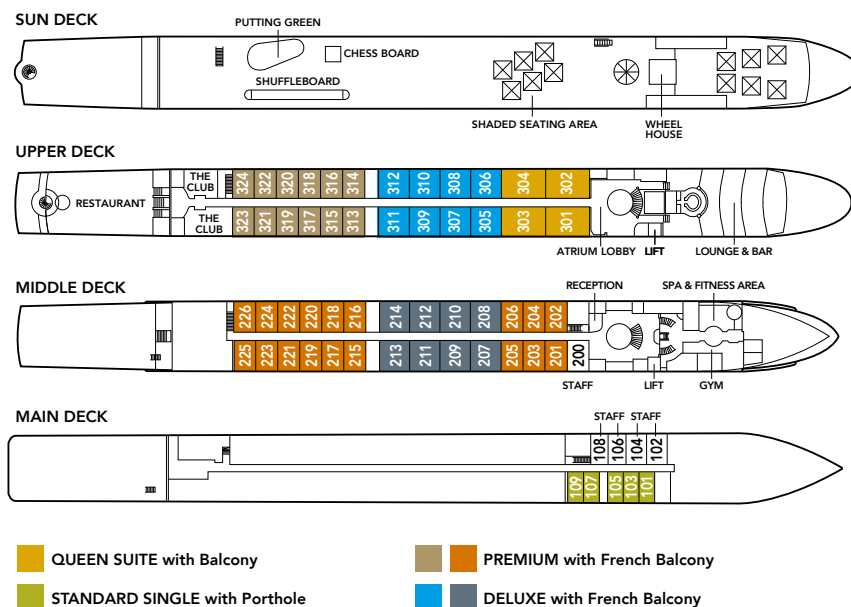 SUN DECK
PUTTING GREEN
CHESS BOARD
SHUFFLEBOARD
SHADED SEATING AREA
WHEEL
HOUSE
UPPER DECK
RESTAURANT
THE
CLUB
THE
CLUB
324 322 320 318 316 314 312 310 308 306 304 302
323 321 319 317 315 313 311 309 307 305 303 301
ATRIUM LOBBY
LIFT
LOUNGE & BAR
MIDDLE DECK
RECEPTION
SPA & FITNESS AREA
226 224 222 220 218 216 214 212 210 208 206 204 202
225 223 221 219 217 215 213 211 209 207 205 203 201 200
STAFF
LIFT
GYM
MAIN DECK
STAFF
STAFF
108 106 104 102
109 107 105 103 101
QUEEN SUITE with Balcony
PREMIUM with French Balcony
STANDARD SINGLE with Porthole
DELUXE with French Balcony